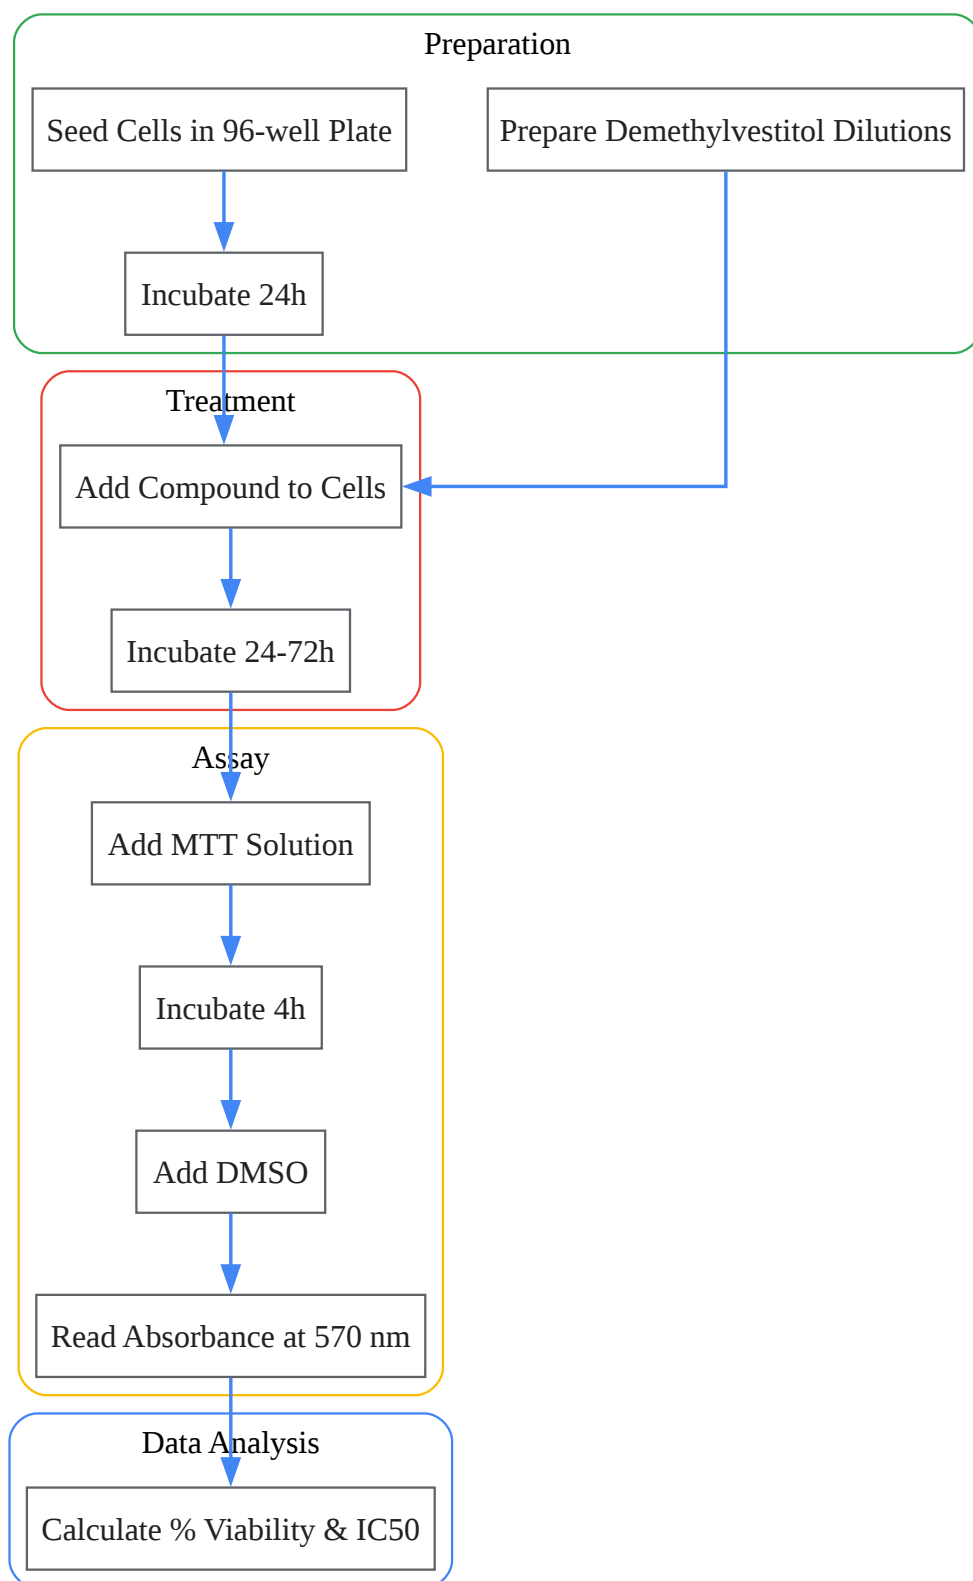 Preparation
Seed Cells in 96-well Plate
Prepare Demethylvestitol Dilutions
Incubate 24h
Treatment
Add Compound to Cells
Incubate 24-72h
Assay
Add MTT Solution
Incubate 4h
Add DMSO
Read Absorbance at 570 nm
Data Analysis
Calculate % Viability & IC50